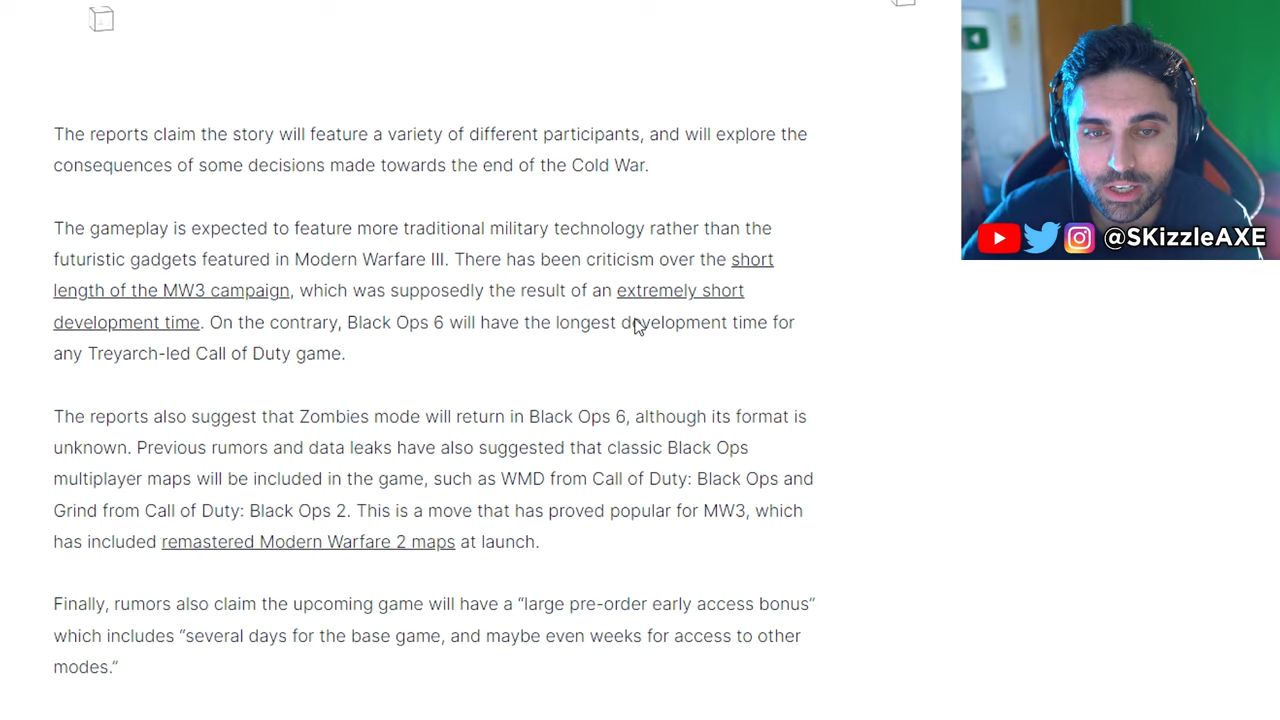 The reports claim the story will feature a variety of different participants, and will explore the
consequences of some decisions made towards the end of the Cold War.
The gameplay is expected to feature more traditional military technology rather than the
futuristic gadgets featured in Modern Warfare III. There has been criticism over the short
length of the MW3 campaign, which was supposedly the result of an extremely short
development time. On the contrary, Black Ops 6 will have the longest development time for
any Treyarch-led Call of Duty game.
The reports also suggest that Zombies mode will return in Black Ops 6, although its format is
unknown. Previous rumors and data leaks have also suggested that classic Black Ops
multiplayer maps will be included in the game, such as WMD from Call of Duty: Black Ops and
Grind from Call of Duty: Black Ops 2. This is a move that has proved popular for MW3, which
has included remastered Modern Warfare 2 maps at launch.
Finally, rumors also claim the upcoming game will have a “large pre-order early access bonus”
which includes “several days for the base game, and maybe even weeks for access to other
modes.”
@SKizzleAXE